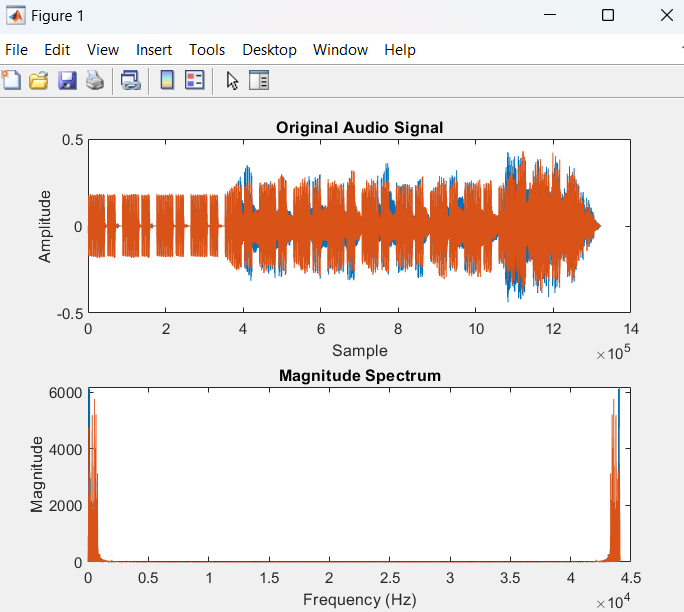 Figure 1
File Edit View Insert Tools Desktop Window Help
Original Audio Signal
0.5
0
-0.5
Amplitude
0 2 4 6 8 10 12 14
Sample
×10^5
Magnitude Spectrum
6000
4000
2000
0
Magnitude
0 0.5 1 1.5 2 2.5 3 3.5 4 4.5
Frequency (Hz)
×10^4